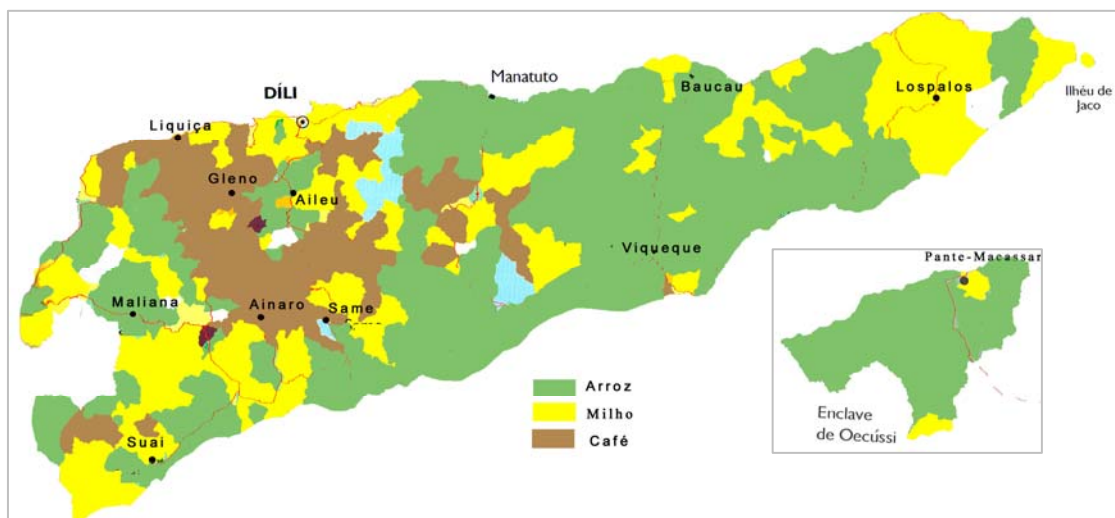 Manatuto
DÍLI
Baucau
Lospalos
Ilhéu de
Jaco
Liquiça
Gleno
Aileu
Viqueque
Pante-Macassar
Maliana
Ainaro
Same
Arroz
Milho
Café
Enclave
de Oecússi
Suai